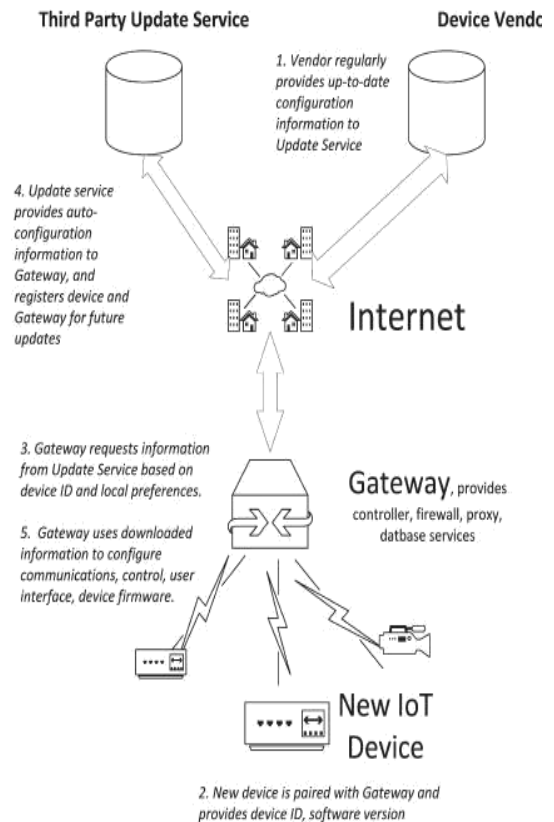 Third Party Update Service
Device Vendo
1. Vendor regularly
provides up-to-date
configuration
information to
Update Service
4. Update service
provides auto-
configuration
information to
Gateway, and
registers device and
Gateway for future
updates
Internet
3. Gateway requests information
from Update Service based on
device ID and local preferences.
Gateway, provides
controller, firewall, proxy,
datbase services
5. Gateway uses downloaded
information to configure
communications, control, user
interface, device firmware.
New IoT
Device
2. New device is paired with Gateway and
provides device ID, software version